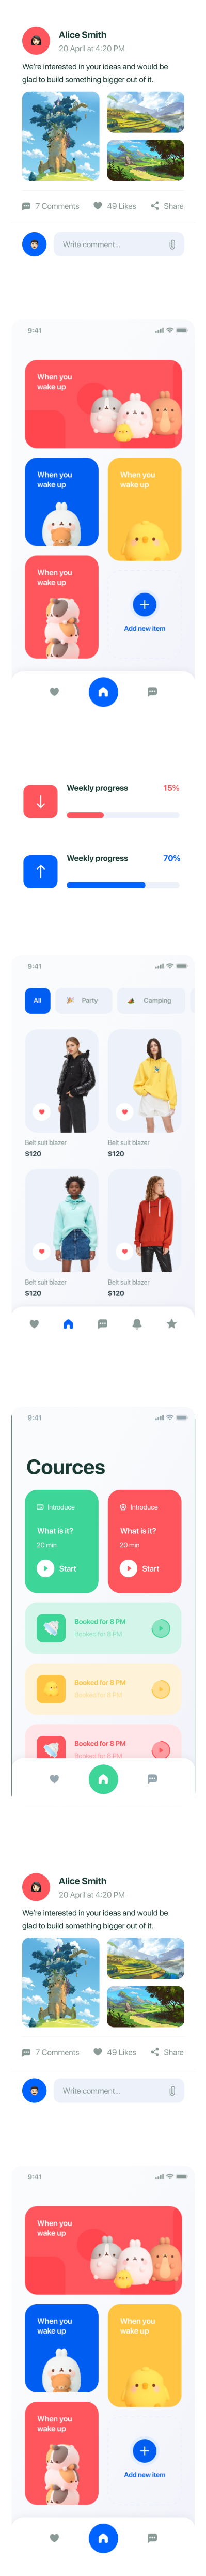 Alice Smith
20 April at 4:20 PM
We're interested in your ideas and would be
glad to build something bigger out of it.
7 Comments 49 Likes Share
Write comment...
9:41
When you
wake up
When you
wake up
When you
wake up
When you
wake up
Add new item
Weekly progress 15%
Weekly progress 70%
9:41
All Party Camping
Belt suit blazer
$120
Belt suit blazer
$120
Belt suit blazer
$120
Belt suit blazer
$120
9:41
Cources
Introduce
What is it?
20 min
Start
Introduce
What is it?
20 min
Start
Booked for 8 PM
Booked for 8 PM
Booked for 8 PM
Booked for 8 PM
Booked for 8 PM
Booked for 8 PM
Alice Smith
20 April at 4:20 PM
We're interested in your ideas and would be
glad to build something bigger out of it.
7 Comments 49 Likes Share
Write comment...
9:41
When you
wake up
When you
wake up
When you
wake up
When you
wake up
Add new item